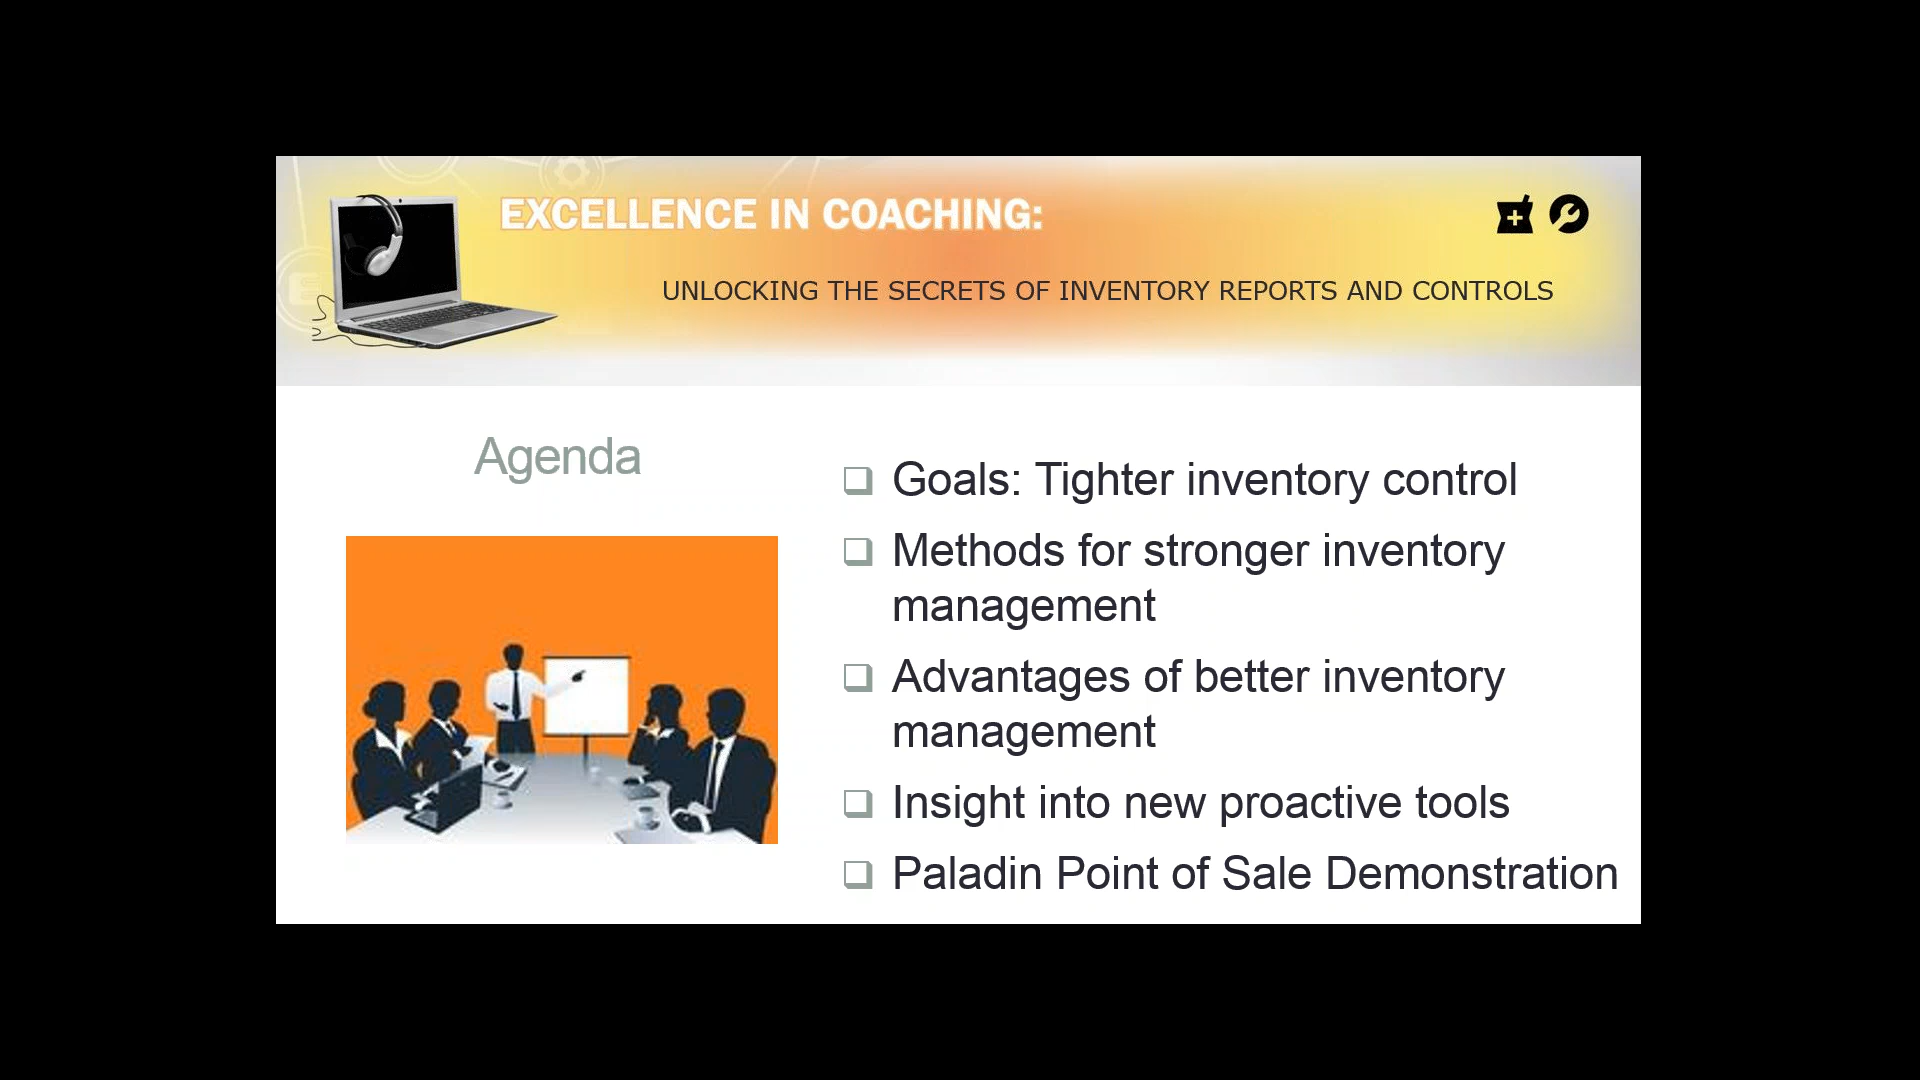 EXCELLENCE IN COACHING:
UNLOCKING THE SECRETS OF INVENTORY REPORTS AND CONTROLS
Agenda
Goals: Tighter inventory control
Methods for stronger inventory
management
Advantages of better inventory
management
Insight into new proactive tools
Paladin Point of Sale Demonstration